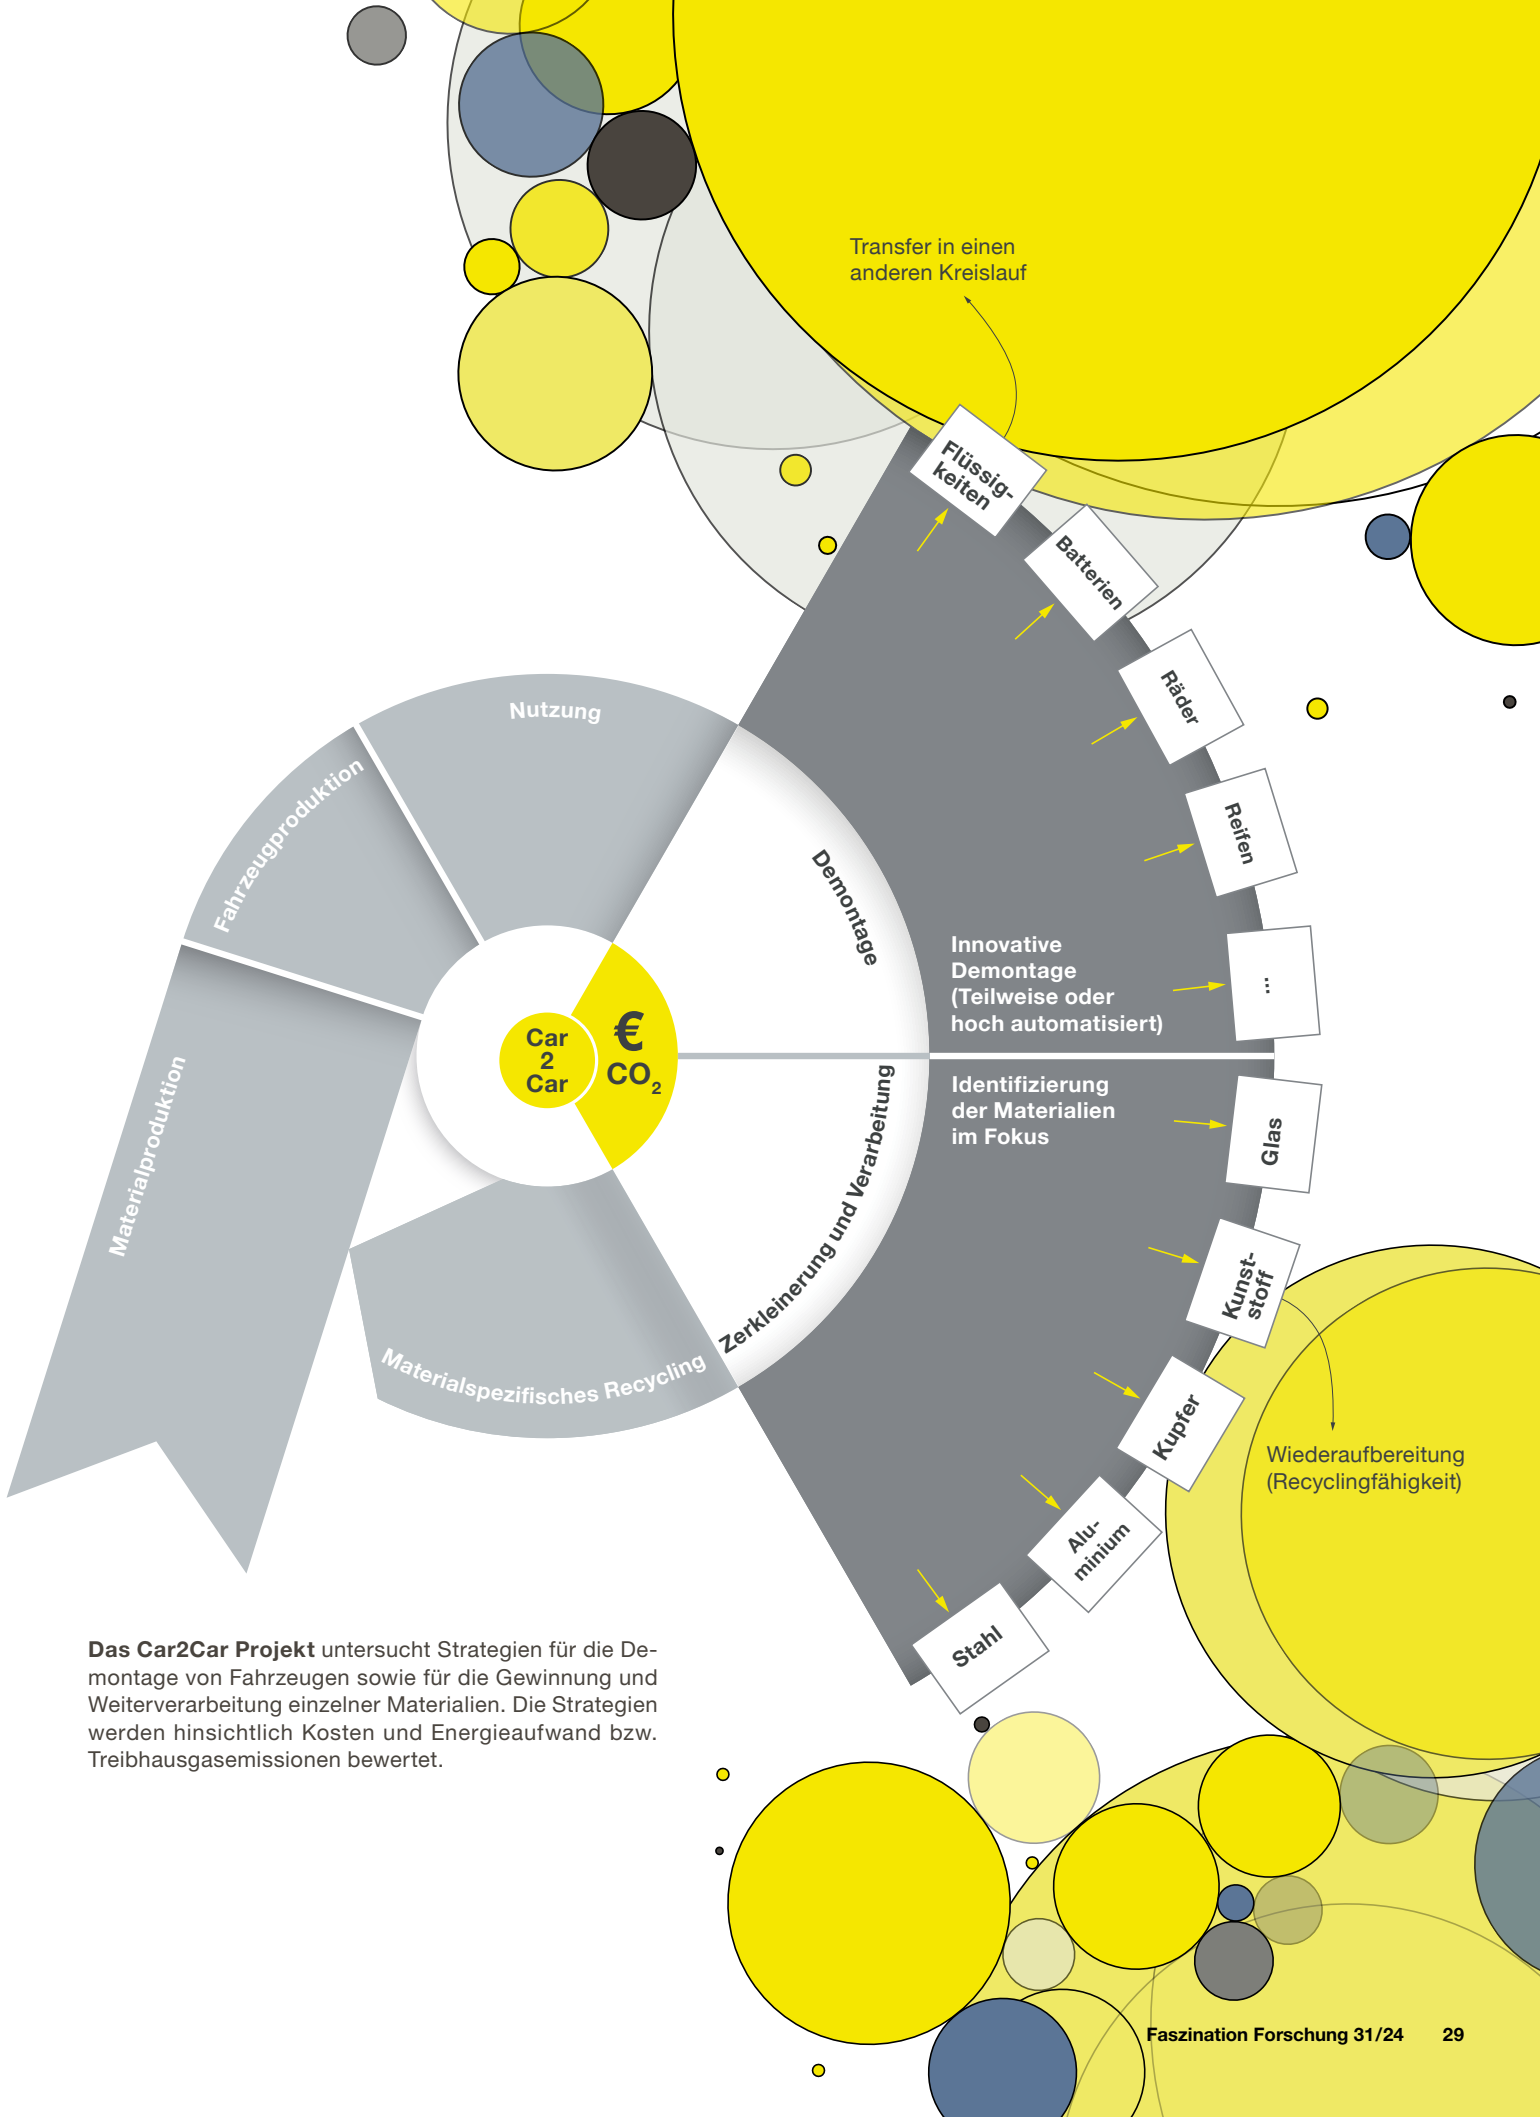 Transfer in einen
anderen Kreislauf
Flüssig-
keiten
Batterien
Räder
Reifen
...
Nutzung
Fahrzeugproduktion
Materialproduktion
Demontage
Innovative
Demontage
(Teilweise oder
hoch automatisiert)
Car
2
Car
€
CO₂
Zerkleinerung und Verarbeitung
Identifizierung
der Materialien
im Fokus
Glas
Kunst-
stoff
Kupfer
Alu-
minium
Stahl
Materialspezifisches Recycling
Wiederaufbereitung
(Recyclingfähigkeit)
Das Car2Car Projekt untersucht Strategien für die De-
montage von Fahrzeugen sowie für die Gewinnung und
Weiterverarbeitung einzelner Materialien. Die Strategien
werden hinsichtlich Kosten und Energieaufwand bzw.
Treibhausgasemissionen bewertet.
Faszination Forschung 31/24 29